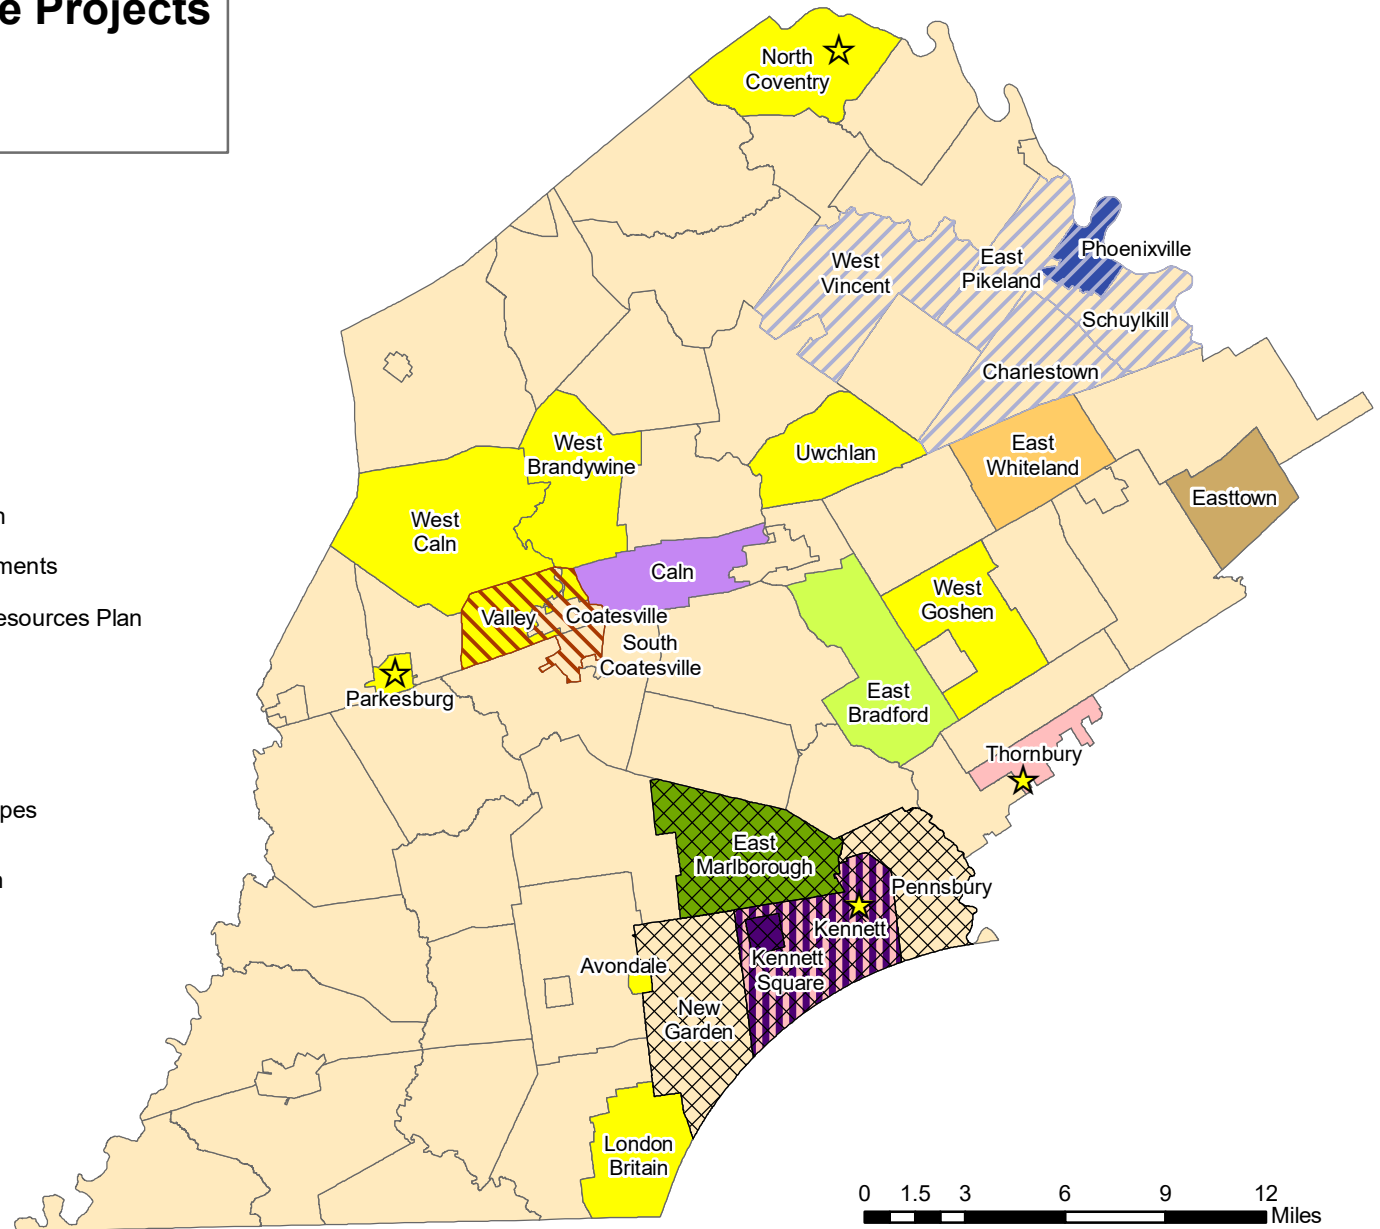 e Projects
North
Coventry
Phoenixville
West
Vincent
East
Pikeland
Schuylkill
Charlestown
West
Brandywine
Uwchlan
East
Whiteland
Easttown
West
Caln
n
ments
Caln
West
Goshen
esources Plan
Valley
Coatesville
South
Coatesville
Parkesburg
East
Bradford
Thornbury
pes
East
Marlborough
n
Pennsbury
Kennett
Kennett
Square
Avondale
New
Garden
London
Britain
0 1.5 3 6 9 12
Miles